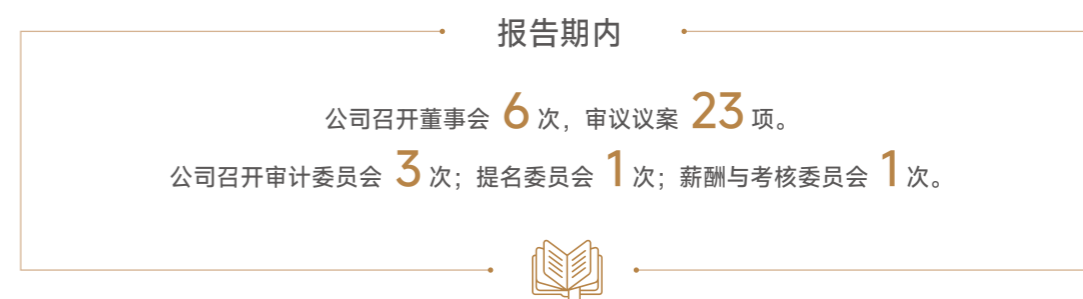 报告期内
公司召开董事会 6 次，审议议案 23 项。
公司召开审计委员会 3 次；提名委员会 1 次；薪酬与考核委员会 1 次。